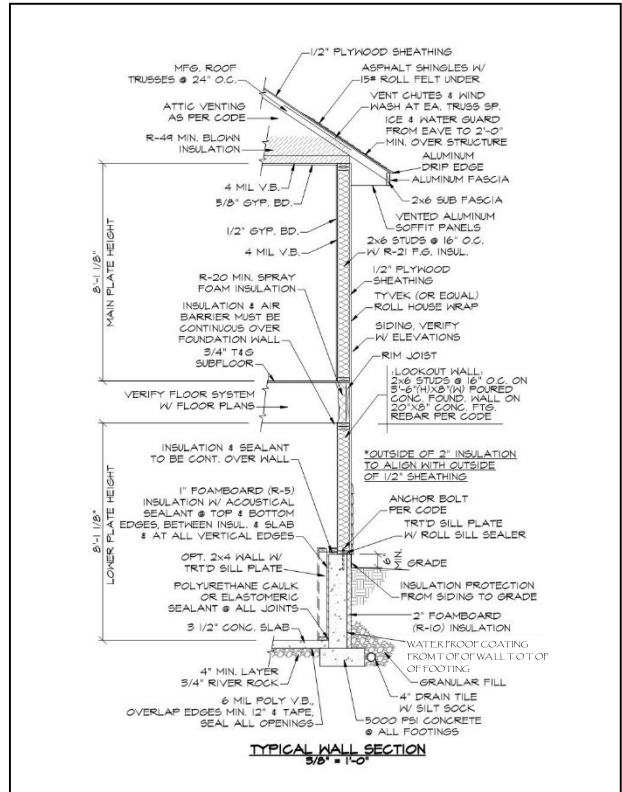 1/2" PLYWOOD SHEATHING
MFG. ROOF
TRUSSES @ 24" O.C.
ASPHALT SHINGLES W/
15# ROLL FELT UNDER
ATTIC VENTING
AS PER CODE
VENT CHUTES & WIND
WASH AT EA. TRUSS SP.
ICE & WATER GUARD
FROM EAVE TO 2'-0"
MIN. OVER STRUCTURE
R-49 MIN. BLOWN
INSULATION
ALUMINUM
DRIP EDGE
ALUMINUM FASCIA
4 MIL V.B.
5/8" GYP. BD.
2x6 SUB FASCIA
VENTED ALUMINUM
SOFFIT PANELS
1/2" GYP. BD.
4 MIL V.B.
2x6 STUDS @ 16" O.C.
W/ R-21 F.G. INSUL.
8'-1 1/8"
MAIN PLATE HEIGHT
R-20 MIN. SPRAY
FOAM INSULATION
1/2" PLYWOOD
SHEATHING
INSULATION & AIR
BARRIER MUST BE
CONTINUOUS OVER
FOUNDATION WALL
TYVEK (OR EQUAL)
ROLL HOUSE WRAP
SIDING, VERIFY
W/ ELEVATIONS
3/4" T&G
SUBFLOOR
RIM JOIST
VERIFY FLOOR SYSTEM
W/ FLOOR PLANS
LOOKOUT WALL:
2x6 STUDS @ 16" O.C. ON
3'-6"(H)X8"(W) POURED
CONC. FOUND. WALL ON
20"X8" CONC. FTG.
REBAR PER CODE
INSULATION & SEALANT
TO BE CONT. OVER WALL
*OUTSIDE OF 2" INSULATION
TO ALIGN WITH OUTSIDE
OF 1/2" SHEATHING
8'-1 1/8"
LOWER PLATE HEIGHT
1" FOAMBOARD (R-5)
INSULATION W/ ACOUSTICAL
SEALANT @ TOP & BOTTOM
EDGES, BETWEEN INSUL. & SLAB
& AT ALL VERTICAL EDGES
ANCHOR BOLT
PER CODE
TRT'D SILL PLATE
W/ ROLL SILL SEALER
6"
MIN.
GRADE
OPT. 2x4 WALL W/
TRT'D SILL PLATE
INSULATION PROTECTION
FROM SIDING TO GRADE
POLYURETHANE CAULK
OR ELASTOMERIC
SEALANT @ ALL JOINTS
2" FOAMBOARD
(R-10) INSULATION
3 1/2" CONC. SLAB
WATERPROOF COATING
FROM TOP OF WALL TO TOP
OF FOOTING
4" MIN. LAYER
3/4" RIVER ROCK
GRANULAR FILL
6 MIL POLY V.B.,
OVERLAP EDGES MIN. 12" & TAPE,
SEAL ALL OPENINGS
4" DRAIN TILE
W/ SILT SOCK
5000 PSI CONCRETE
@ ALL FOOTINGS
TYPICAL WALL SECTION
3/8" = 1'-0"